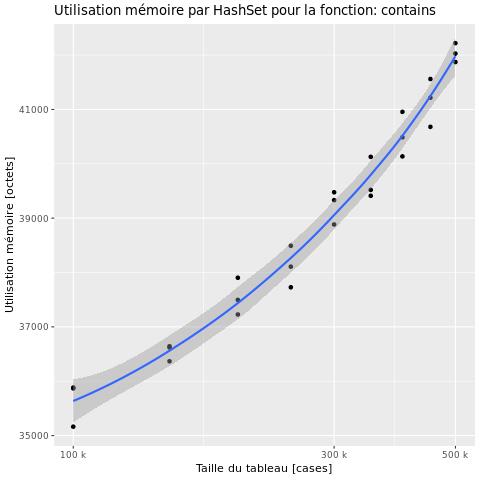 Utilisation mémoire par HashSet pour la fonction: contains
Utilisation mémoire [octets]
41000
39000
37000
35000
100 k
300 k
500 k
Taille du tableau [cases]